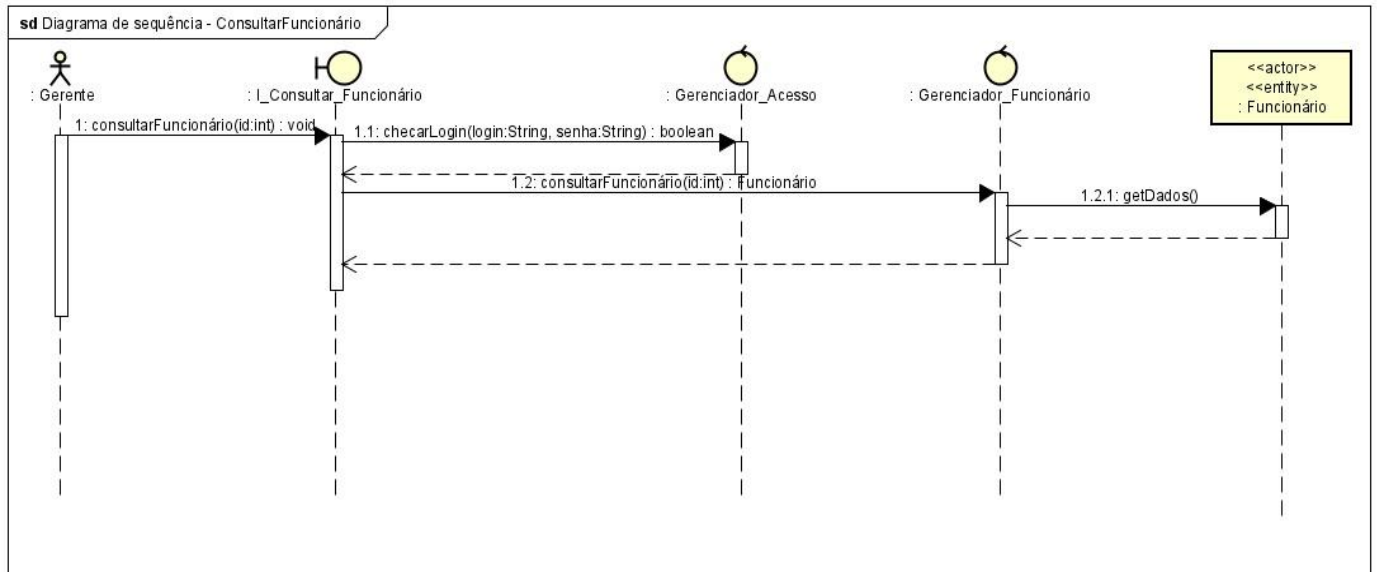 sd Diagrama de sequência - ConsultarFuncionário
<<actor>>
<<entity>>
: Funcionário
: Gerente
: I_Consultar_Funcionário
: Gerenciador_Acesso
: Gerenciador_Funcionário
1: consultarFuncionário(id:int) : void
1.1: checarLogin(login:String, senha:String) : boolean
1.2: consultarFuncionário(id:int) : Funcionário
1.2.1: getDados()